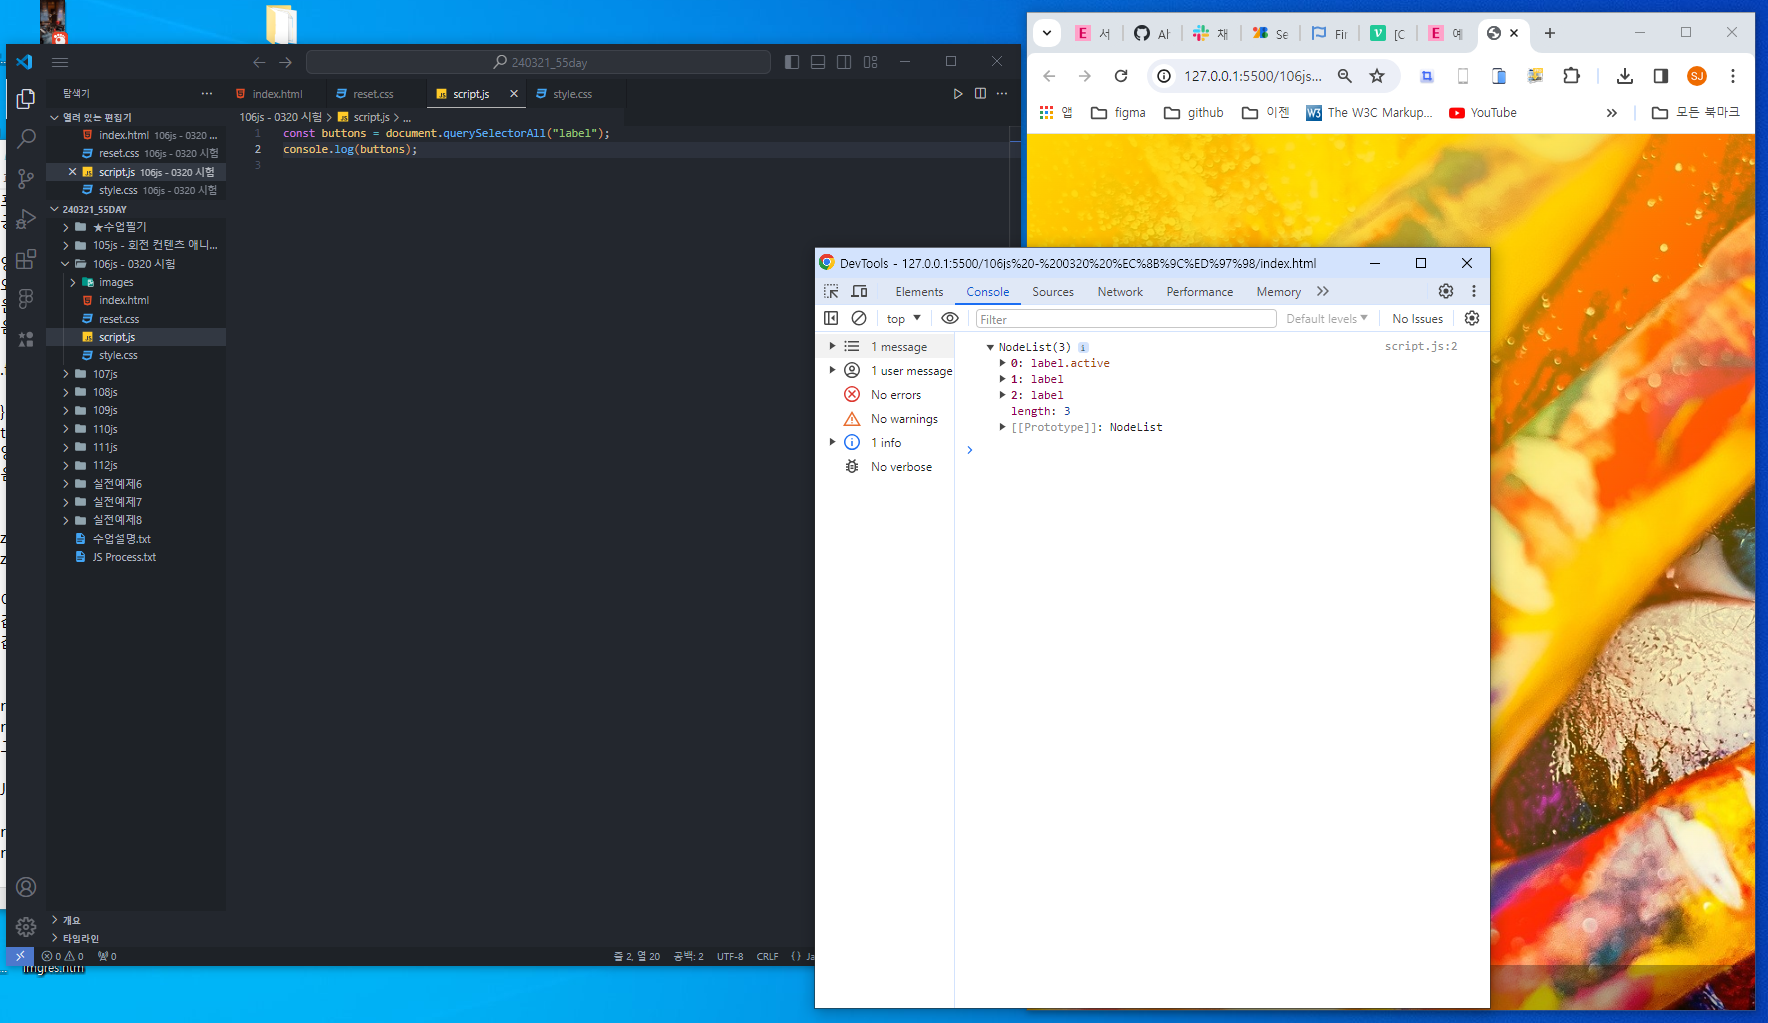 240321_55day
탐색기
index.html
reset.css
script.js
style.css
열려 있는 편집기
index.html 106js - 0320 ...
reset.css 106js - 0320 시험
script.js 106js - 0320 시험
style.css 106js - 0320 시험
240321_55DAY
★수업필기
105js - 회전 컨텐츠 애니...
106js - 0320 시험
images
index.html
reset.css
script.js
style.css
107js
108js
109js
110js
111js
112js
실전예제6
실전예제7
실전예제8
수업설명.txt
JS Process.txt
개요
타임라인
106js - 0320 시험 > script.js > ...
1 const buttons = document.querySelectorAll("label");
2 console.log(buttons);
3
0 0 0
줄 2, 열 20 공백: 2 UTF-8 CRLF {} Ja
imgres.htm
서
Al
채
Se
Fir
[C
예
127.0.0.1:5500/106js...
SJ
앱 figma github 이젠 The W3C Markup... YouTube » 모든 북마크
DevTools - 127.0.0.1:5500/106js%20-%200320%20%EC%8B%9C%ED%97%98/index.html
Elements Console Sources Network Performance Memory
top Filter Default levels No Issues
1 message
1 user message
No errors
No warnings
1 info
No verbose
NodeList(3) script.js:2
0: label.active
1: label
2: label
length: 3
[[Prototype]]: NodeList